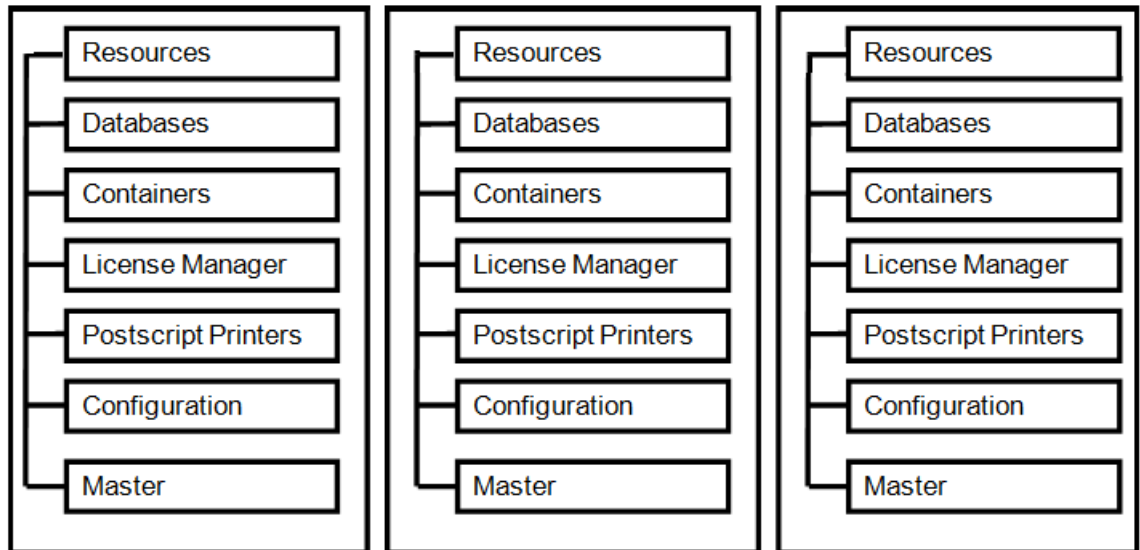 Resources
Databases
Containers
License Manager
Postscript Printers
Configuration
Master
Resources
Databases
Containers
License Manager
Postscript Printers
Configuration
Master
Resources
Databases
Containers
License Manager
Postscript Printers
Configuration
Master